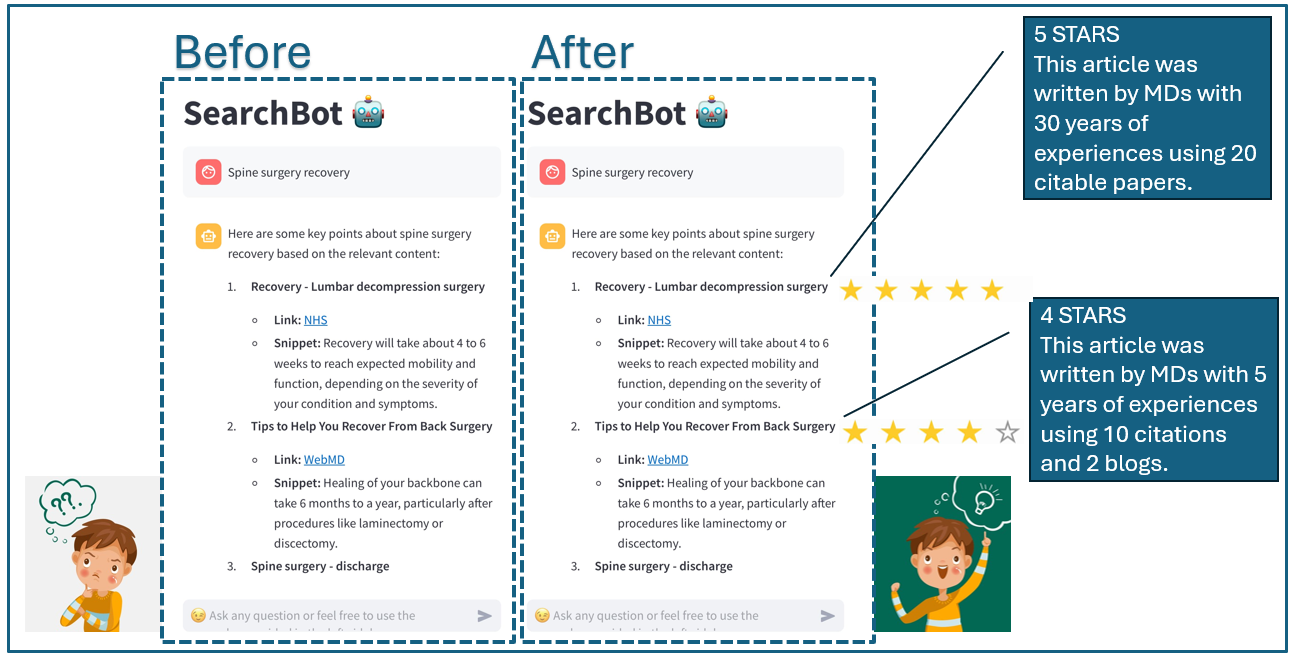 Before
SearchBot
Spine surgery recovery
Here are some key points about spine surgery
recovery based on the relevant content:
1. Recovery - Lumbar decompression surgery
Link: NHS
Snippet: Recovery will take about 4 to 6
weeks to reach expected mobility and
function, depending on the severity of
your condition and symptoms.
2. Tips to Help You Recover From Back Surgery
Link: WebMD
Snippet: Healing of your backbone can
take 6 months to a year, particularly after
procedures like laminectomy or
discectomy.
3. Spine surgery - discharge
Ask any question or feel free to use the
??.
After
SearchBot
Spine surgery recovery
Here are some key points about spine surgery
recovery based on the relevant content:
1. Recovery - Lumbar decompression surgery
Link: NHS
Snippet: Recovery will take about 4 to 6
weeks to reach expected mobility and
function, depending on the severity of
your condition and symptoms.
2. Tips to Help You Recover From Back Surgery
Link: WebMD
Snippet: Healing of your backbone can
take 6 months to a year, particularly after
procedures like laminectomy or
discectomy.
3. Spine surgery - discharge
Ask any question or feel free to use the
5 STARS
This article was
written by MDs with
30 years of
experiences using 20
citable papers.
4 STARS
This article was
written by MDs with 5
years of experiences
using 10 citations
and 2 blogs.